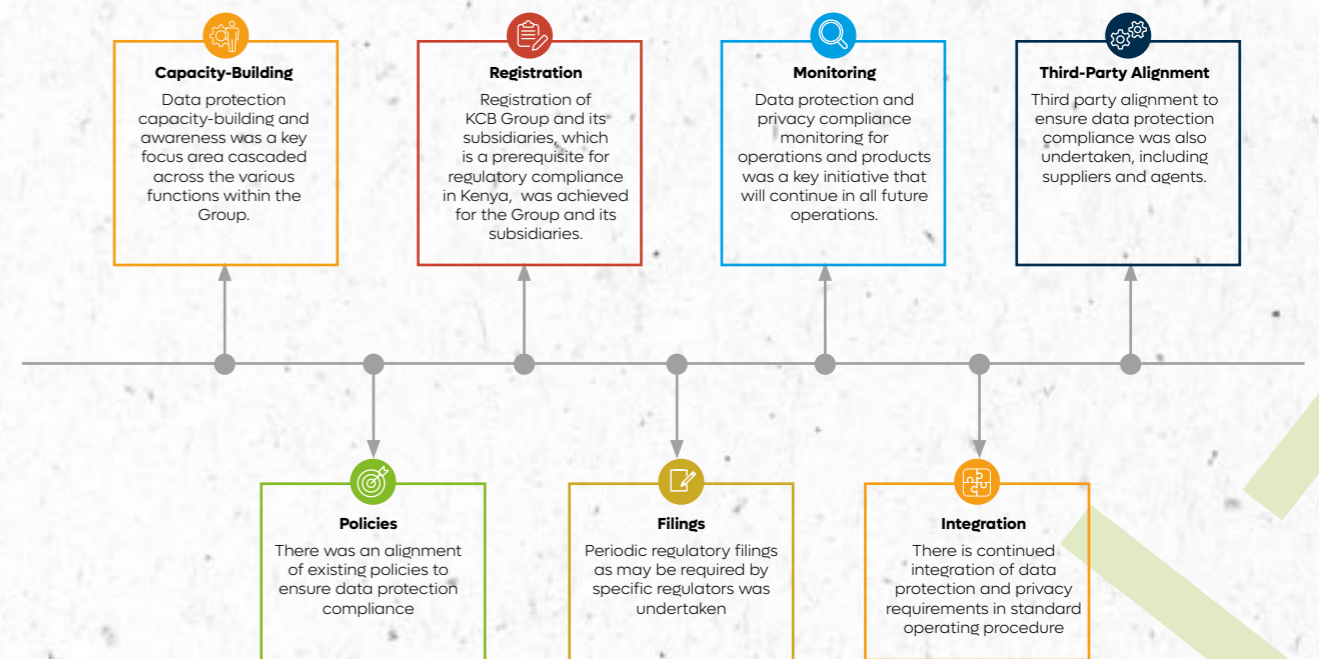 Capacity-Building
Data protection
capacity-building and
awareness was a key
focus area cascaded
across the various
functions within the
Group.
Registration
Registration of
KCB Group and its
subsidiaries, which
is a prerequisite for
regulatory compliance
in Kenya, was achieved
for the Group and its
subsidiaries.
Monitoring
Data protection and
privacy compliance
monitoring for
operations and products
was a key initiative that
will continue in all future
operations.
Third-Party Alignment
Third party alignment to
ensure data protection
compliance was also
undertaken, including
suppliers and agents.
Policies
There was an alignment
of existing policies to
ensure data protection
compliance
Filings
Periodic regulatory filings
as may be required by
specific regulators was
undertaken
Integration
There is continued
integration of data
protection and privacy
requirements in standard
operating procedure